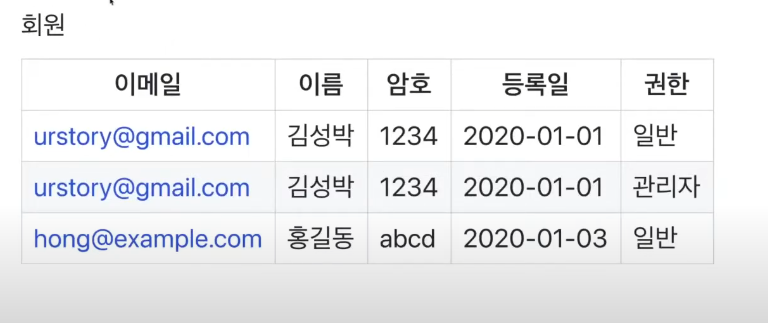 회원
이메일 이름 암호 등록일 권한
urstory@gmail.com 김성박 1234 2020-01-01 일반
urstory@gmail.com 김성박 1234 2020-01-01 관리자
hong@example.com 홍길동 abcd 2020-01-03 일반